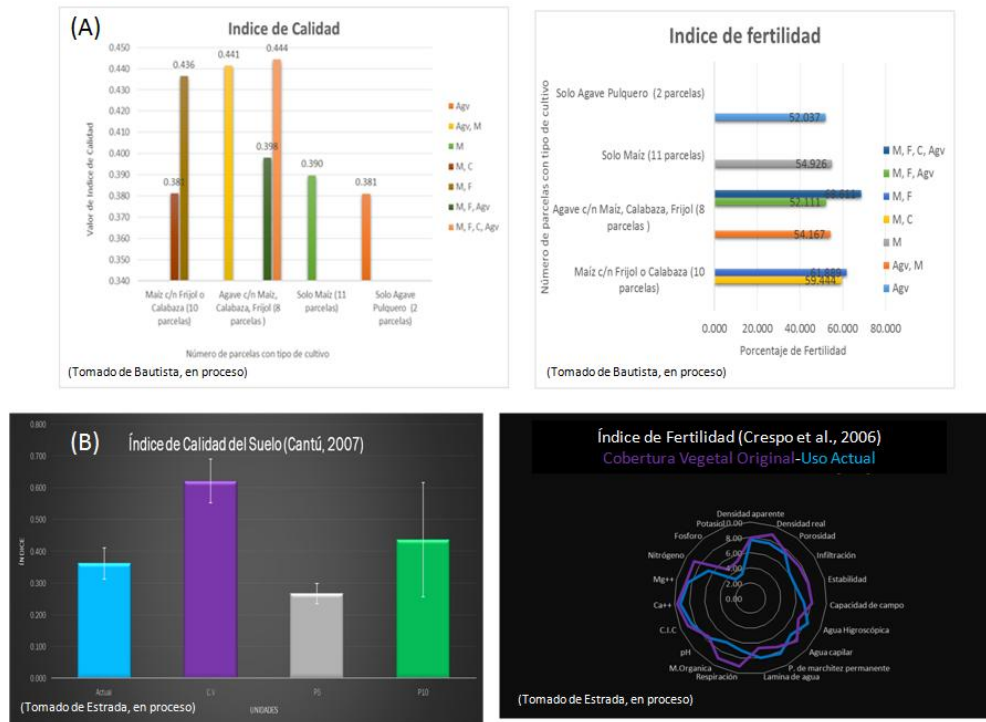 (A)
Indice de Calidad
Valor de Indice de Calidad
0.450
0.440
0.430
0.420
0.410
0.400
0.390
0.380
0.370
0.360
0.350
0.340
0.381
0.436
0.441
0.398
0.444
0.390
0.381
Maíz c/n Frijol o
Calabaza (10
parcelas)
Agave c/n Maíz,
Calabaza, Frijol (8
parcelas )
Solo Maíz (11
parcelas)
Solo Agave
Pulquero (2
parcelas)
Número de parcelas con tipo de cultivo
Agv
Agv, M
M
M, C
M, F
M, F, Agv
M, F, C, Agv
(Tomado de Bautista, en proceso)
Indice de fertilidad
Número de parcelas con tipo de cultivo
Solo Agave Pulquero (2 parcelas)
52.037
Solo Maíz (11 parcelas)
54.926
Agave c/n Maíz, Calabaza, Frijol (8
parcelas )
68.611
52.111
54.167
Maíz c/n Frijol o Calabaza (10
parcelas)
61.889
59.444
0.000 20.000 40.000 60.000 80.000
Porcentaje de Fertilidad
M, F, C, Agv
M, F, Agv
M, F
M, C
M
Agv, M
Agv
(Tomado de Bautista, en proceso)
(B)
Índice de Calidad del Suelo (Cantú, 2007)
ÍNDICE
0.800
0.700
0.600
0.500
0.400
0.300
0.200
0.100
0.000
Actual
C.V
P5
P10
UNIDADES
(Tomado de Estrada, en proceso)
Índice de Fertilidad (Crespo et al., 2006)
Cobertura Vegetal Original-Uso Actual
Densidad aparente
Densidad real
Porosidad
Infiltración
Estabilidad
Capacidad de campo
Agua Higroscópica
Agua capilar
P. de marchitez permanente
Lamina de agua
Respiración
M.Organica
pH
C.I.C
Ca++
Mg++
Nitrógeno
Fosforo
Potasio
10.00
8.00
6.00
4.00
2.00
0.00
(Tomado de Estrada, en proceso)